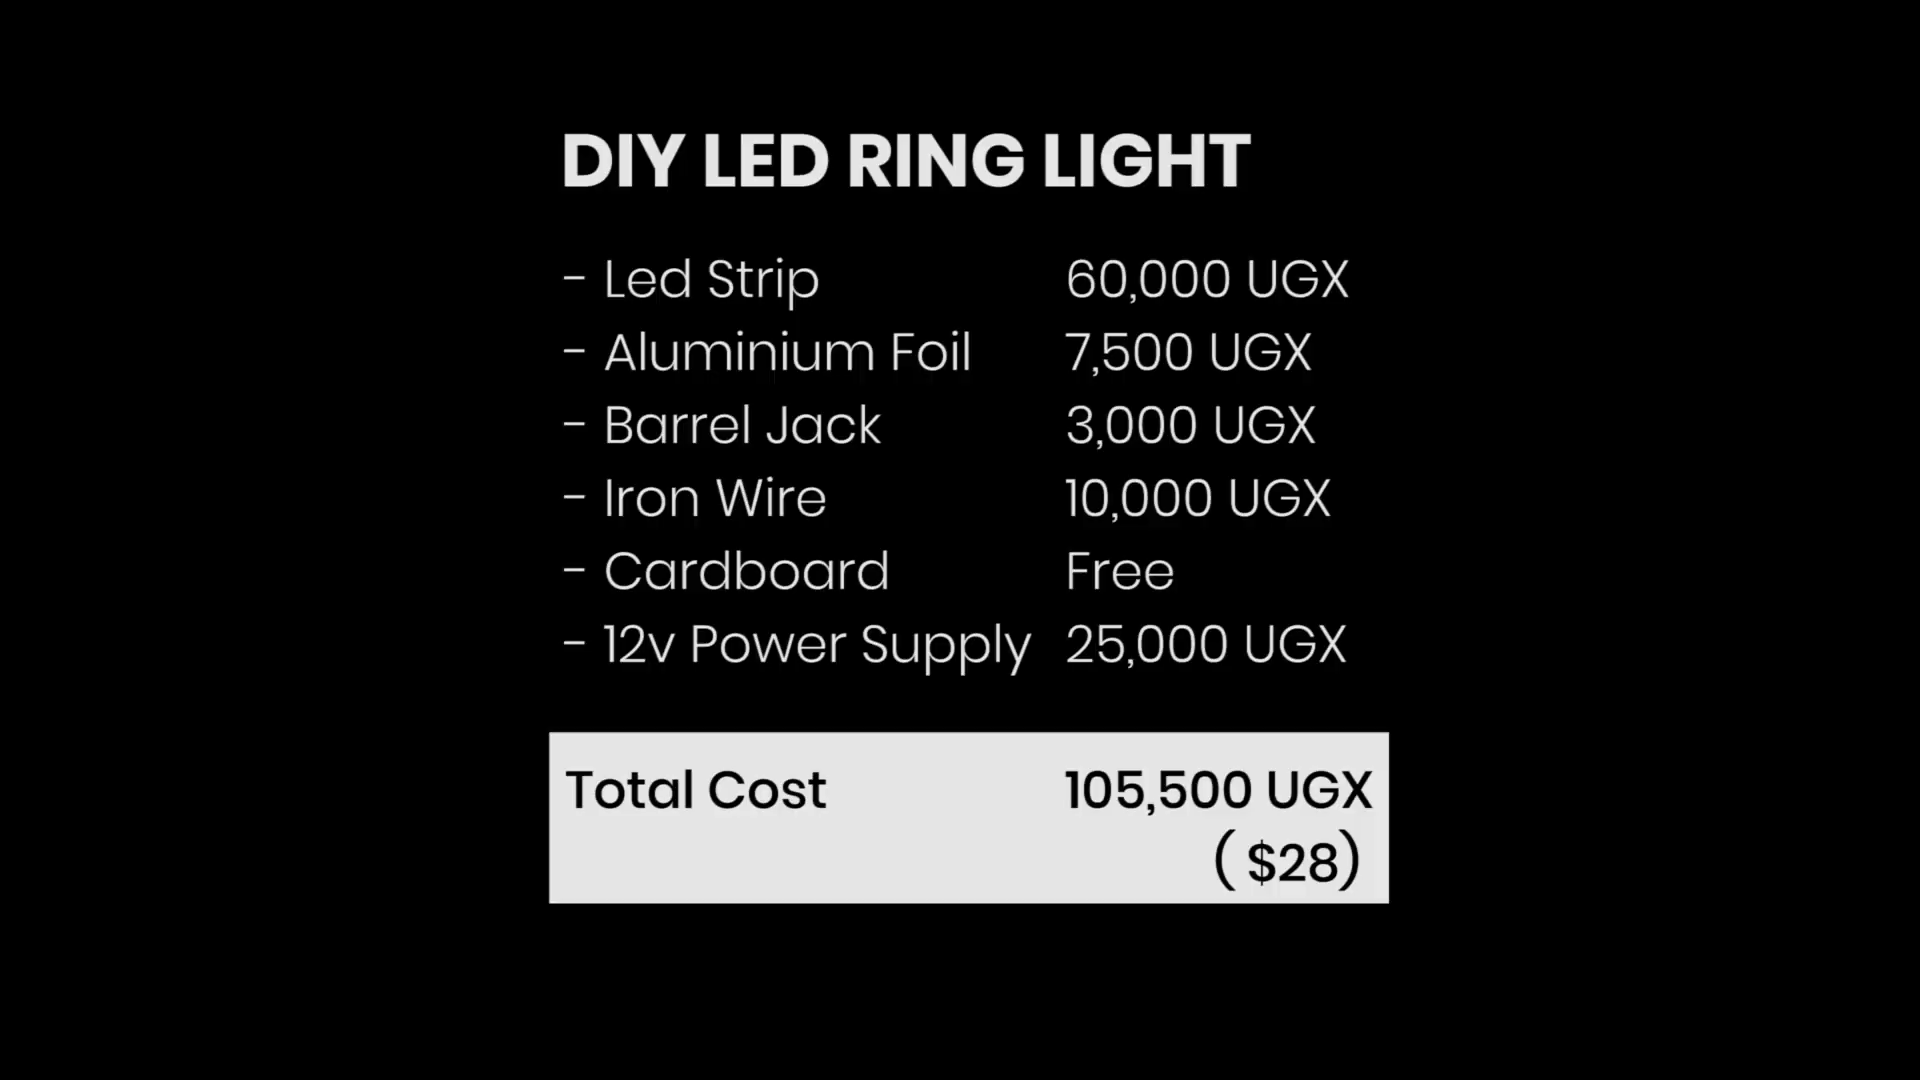 DIY LED RING LIGHT
- Led Strip 60,000 UGX
- Aluminium Foil 7,500 UGX
- Barrel Jack 3,000 UGX
- Iron Wire 10,000 UGX
- Cardboard Free
- 12v Power Supply 25,000 UGX
Total Cost 105,500 UGX
( $28)